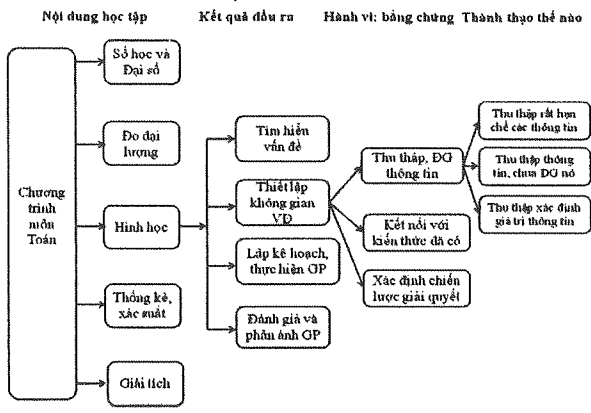 Nội dung học tập
Kết quả đầu ra
Hành vi: bằng chứng
Thành thạo thế nào
Chương
trình
môn
Toán
Số học và
Đại số
Đo đại
lượng
Hình học
Thống kê,
xác suất
Giải tích
Tìm hiểu
vấn đề
Thiết lập
không gian
VĐ
Lập kế hoạch,
thực hiện GP
Đánh giá và
phản ánh GP
Thu thập, ĐG
thông tin
Kết nối với
kiến thức đã có
Xác định chiến
lược giải quyết
Thu thập rất hạn
chế các thông tin
Thu thập thông
tin, chưa ĐG nó
Thu thập xác định
giá trị thông tin